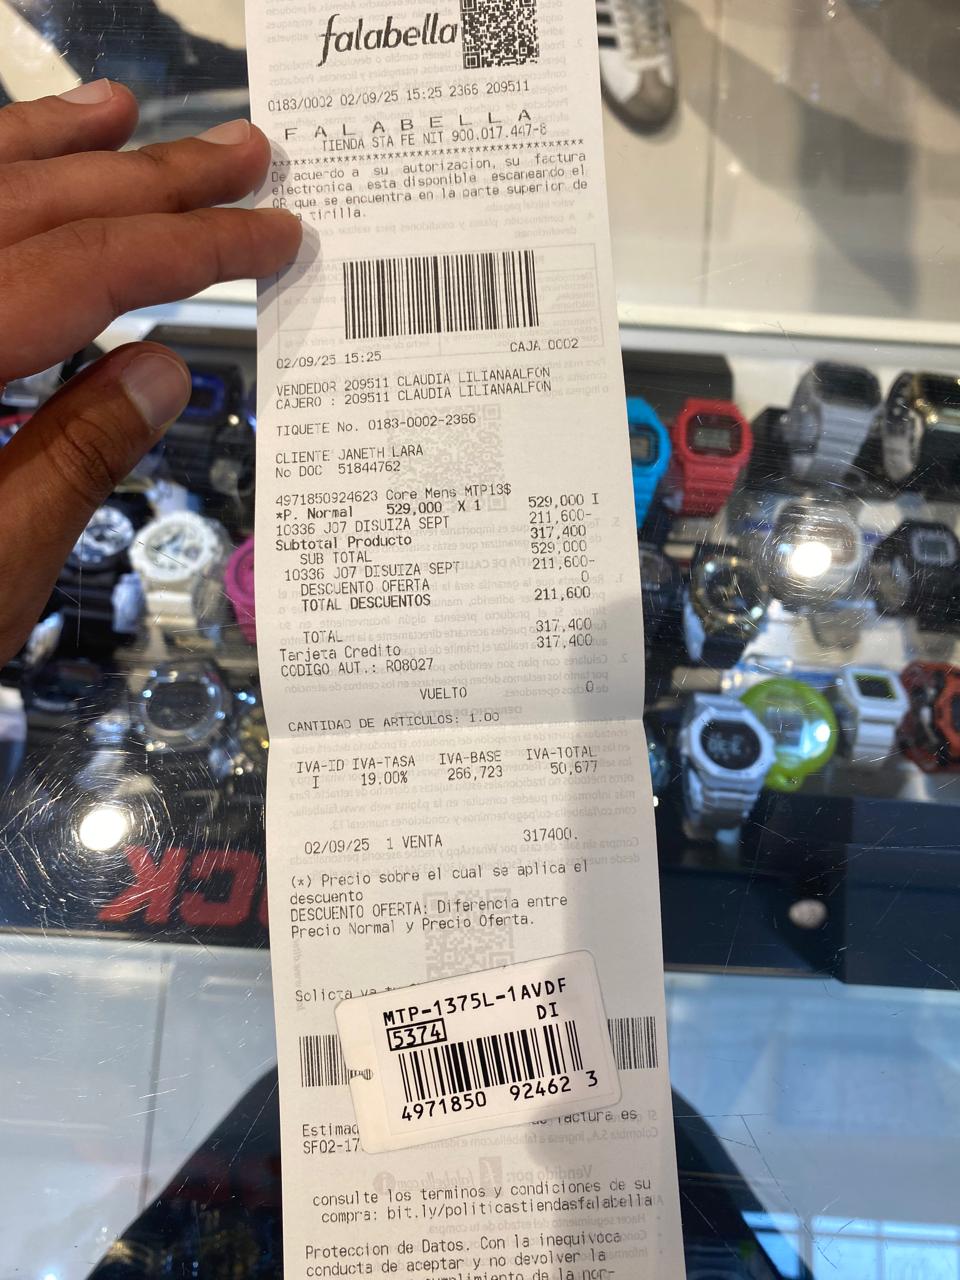 falabella
0183/0002 02/09/25 15:25 2366 209511
F A L A B E L L A
TIENDA STA FE NIT 900.017.447-8
****************************************
De acuerdo a su autorizacion, su factura
electronica esta disponible escaneando el
QR que se encuentra en la parte superior de
tirilla.
02/09/25 15:25 CAJA 0002
VENDEDOR 209511 CLAUDIA LILIANAALFON
CAJERO : 209511 CLAUDIA LILIANAALFON
TIQUETE No. 0183-0002-2366
CLIENTE JANETH LARA
No DOC 51844762
4971850924623 Core Mens MTP13$
*P. Normal 529,000 X 1 529,000 I
10336 J07 DISUIZA SEPT 211,600-
Subtotal Producto 317,400
SUB TOTAL 529,000
10336 J07 DISUIZA SEPT 211,600-
DESCUENTO OFERTA 0
TOTAL DESCUENTOS 211,600
TOTAL 317,400
Tarjeta Credito 317,400
CODIGO AUT.: R08027
VUELTO 0
CANTIDAD DE ARTICULOS: 1.00
IVA-ID IVA-TASA IVA-BASE IVA-TOTAL
I 19.00% 266,723 50,677
02/09/25 1 VENTA 317400.
(*) Precio sobre el cual se aplica el
descuento
DESCUENTO OFERTA: Diferencia entre
Precio Normal y Precio Oferta.
Solicita ya
MTP-1375L-1AVDF
5374 DI
4971850 92462 3
factura es
SF02-17
consulte los terminos y condiciones de su
compra: bit.ly/politicastiendasfalabella
Proteccion de Datos. Con la inequivoca
conducta de aceptar y no devolver la